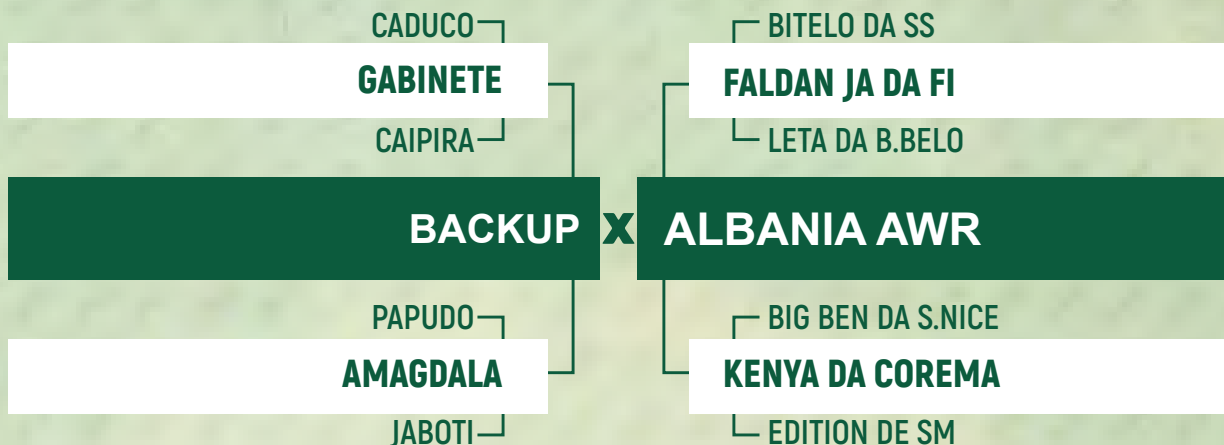 CADUCO
GABINETE
CAIPIRA
BITELO DA SS
FALDAN JA DA FI
LETA DA B.BELO
BACKUP X ALBANIA AWR
PAPUDO
AMAGDALA
JABOTI
BIG BEN DA S.NICE
KENYA DA COREMA
EDITION DE SM